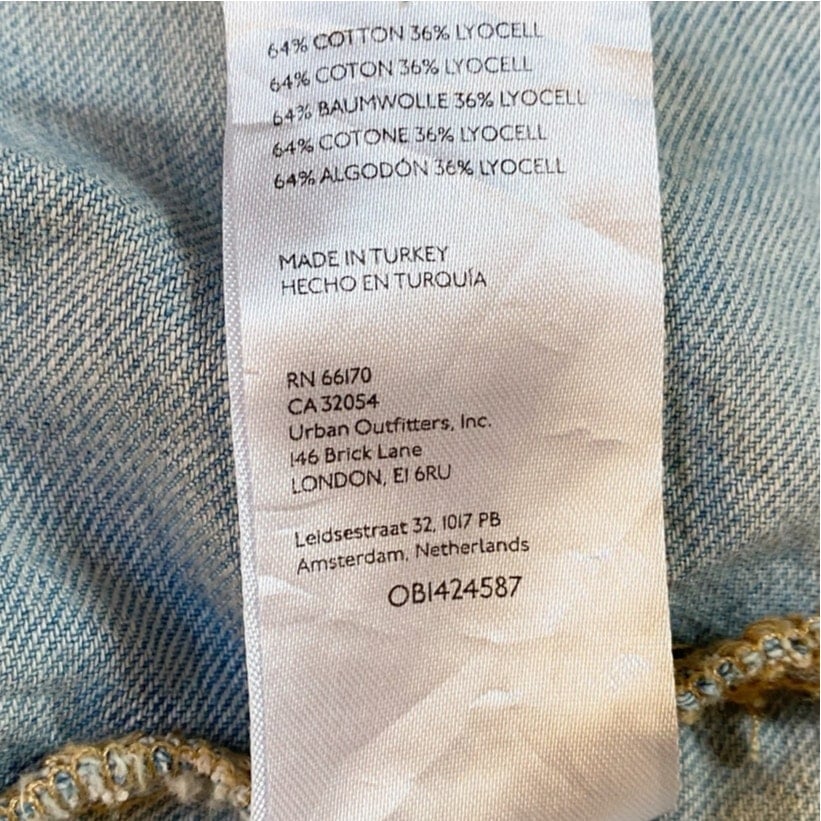 64% COTTON 36% LYOCELL
64% COTON 36% LYOCELL
64% BAUMWOLLE 36% LYOCELL
64% COTONE 36% LYOCELL
64% ALGODÓN 36% LYOCELL
MADE IN TURKEY
HECHO EN TURQUÍA
RN 66170
CA 32054
Urban Outfitters, Inc.
146 Brick Lane
LONDON, E1 6RU
Leidsestraat 32, 1017 PB
Amsterdam, Netherlands
OB1424587